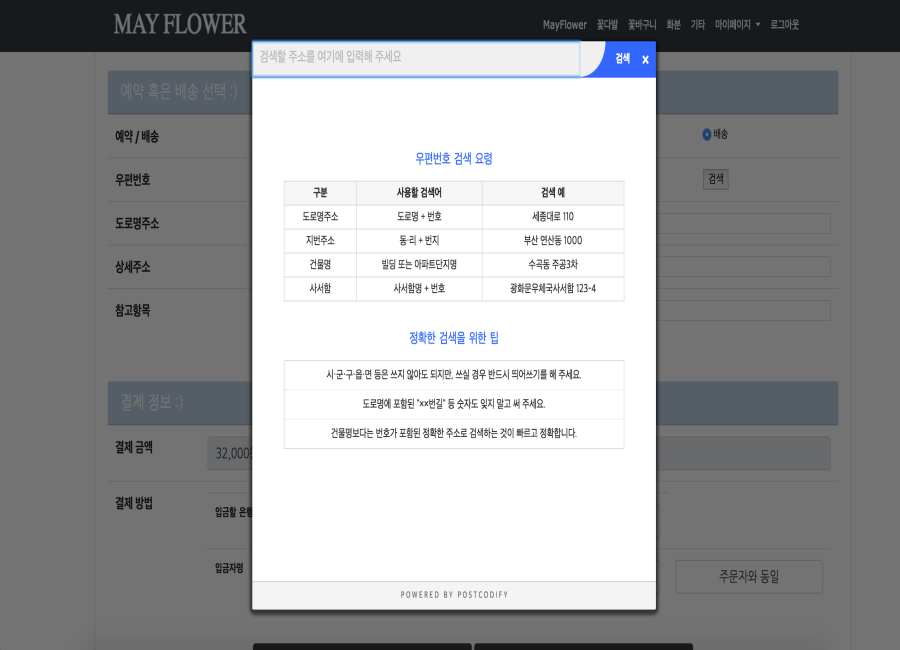 MAY FLOWER
MayFlower 꽃다발 꽃바구니 화분 기타 마이페이지 로그아웃
검색할 주소를 여기에 입력해 주세요 검색 x
예약 혹은 배송 선택 :)
예약 / 배송 배송
우편번호 검색
도로명주소
상세주소
참고항목
우편번호 검색 요령
구분 사용할 검색어 검색 예
도로명주소 도로명 + 번호 세종대로 110
지번주소 동·리 + 번지 부산 연산동 1000
건물명 빌딩 또는 아파트단지명 수곡동 주공3차
사서함 사서함명 + 번호 광화문우체국사서함 123-4
정확한 검색을 위한 팁
시·군·구·읍·면 등은 쓰지 않아도 되지만, 쓰실 경우 반드시 띄어쓰기를 해 주세요.
도로명에 포함된 "××번길" 등 숫자도 잊지 말고 써 주세요.
건물명보다는 번호가 포함된 정확한 주소로 검색하는 것이 빠르고 정확합니다.
결제 정보 :)
결제 금액 32,000
결제 방법 입금할 은행
입금자명 주문자와 동일
POWERED BY POSTCODIFY